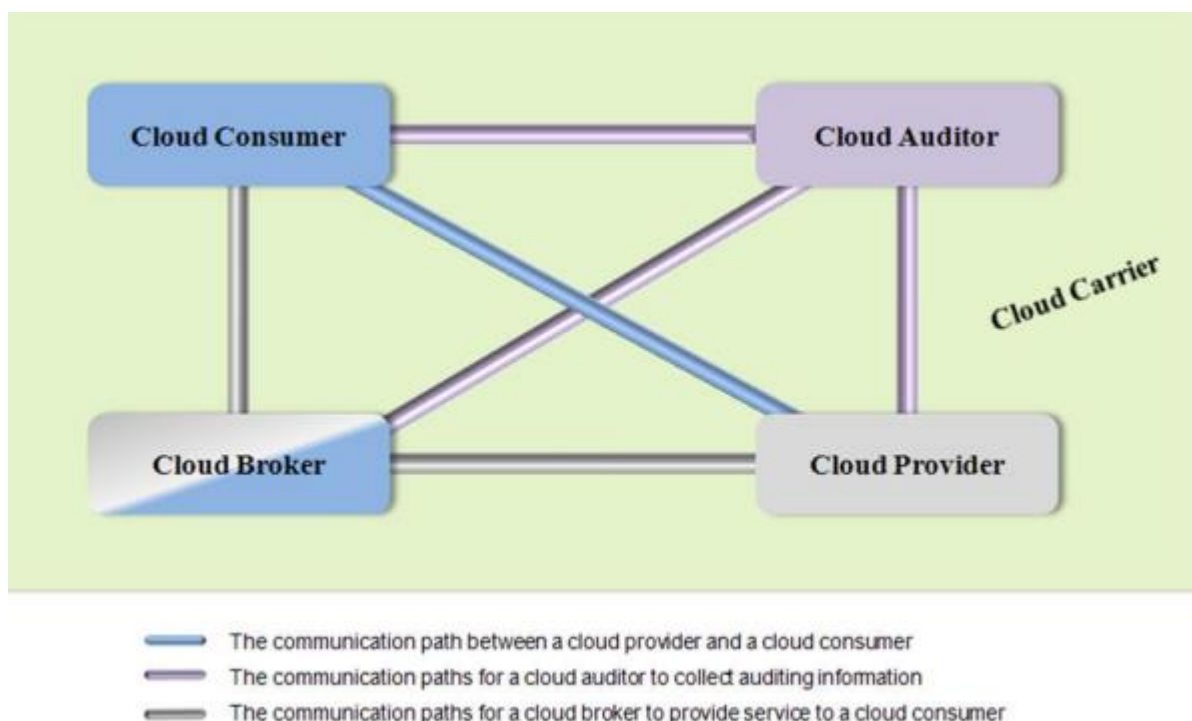 Cloud Consumer
Cloud Auditor
Cloud Carrier
Cloud Broker
Cloud Provider
The communication path between a cloud provider and a cloud consumer
The communication paths for a cloud auditor to collect auditing information
The communication paths for a cloud broker to provide service to a cloud consumer